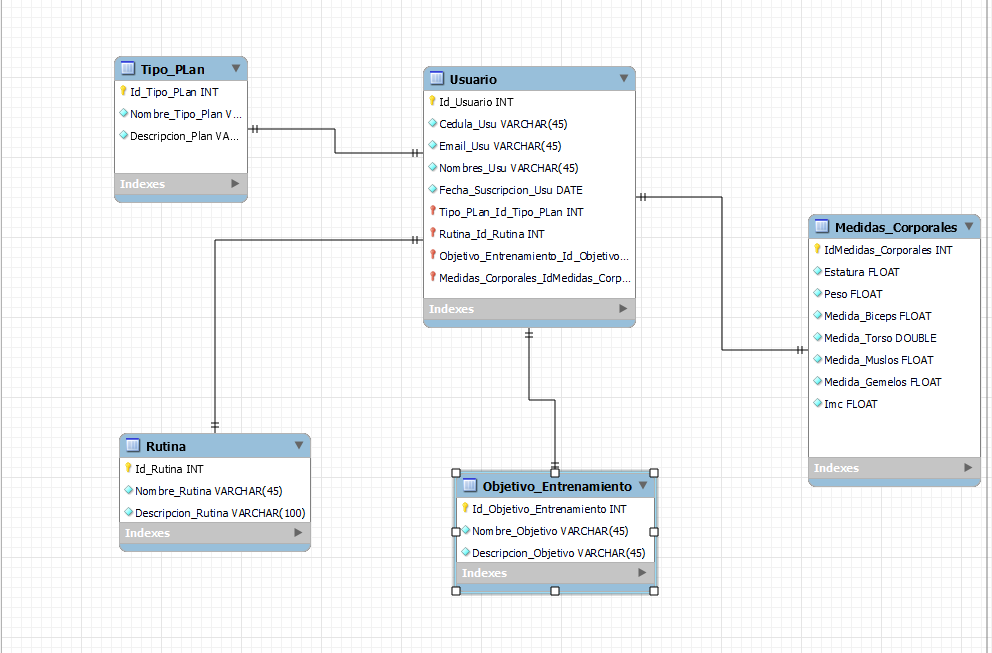 Tipo_PLan
Id_Tipo_PLan INT
Nombre_Tipo_Plan V...
Descripcion_Plan VA...
Indexes
Usuario
Id_Usuario INT
Cedula_Usu VARCHAR(45)
Email_Usu VARCHAR(45)
Nombres_Usu VARCHAR(45)
Fecha_Suscripcion_Usu DATE
Tipo_PLan_Id_Tipo_PLan INT
Rutina_Id_Rutina INT
Objetivo_Entrenamiento_Id_Objetivo...
Medidas_Corporales_IdMedidas_Corp...
Indexes
Medidas_Corporales
IdMedidas_Corporales INT
Estatura FLOAT
Peso FLOAT
Medida_Biceps FLOAT
Medida_Torso DOUBLE
Medida_Muslos FLOAT
Medida_Gemelos FLOAT
Imc FLOAT
Indexes
Rutina
Id_Rutina INT
Nombre_Rutina VARCHAR(45)
Descripcion_Rutina VARCHAR(100)
Indexes
Objetivo_Entrenamiento
Id_Objetivo_Entrenamiento INT
Nombre_Objetivo VARCHAR(45)
Descripcion_Objetivo VARCHAR(45)
Indexes